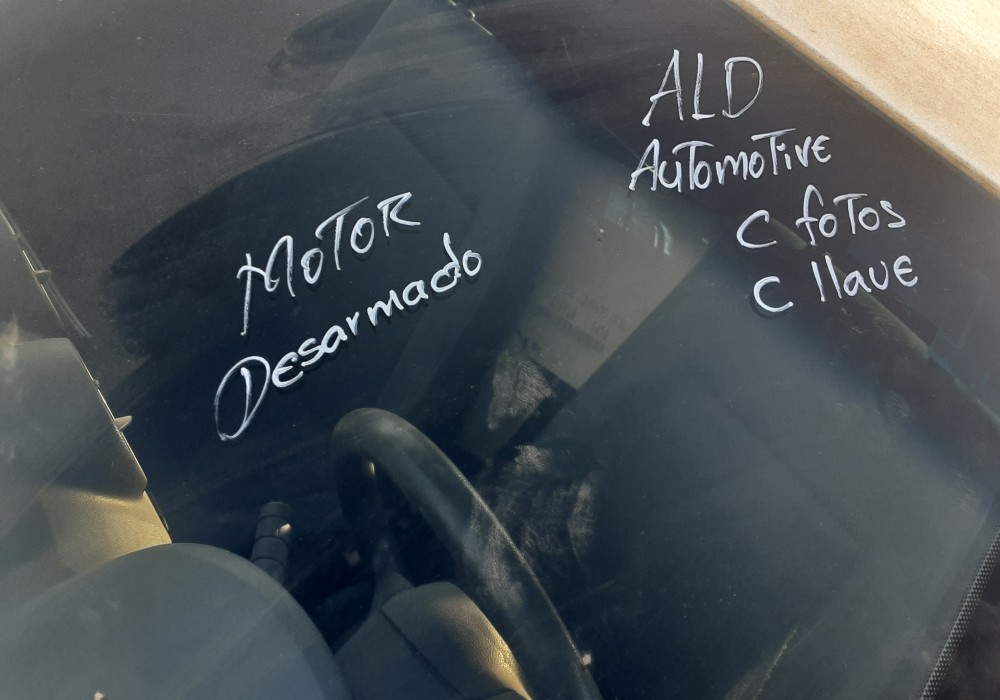 MOTOR
Desarmado
ALD
AUTOMOTIVE
C fOTOS
C llave